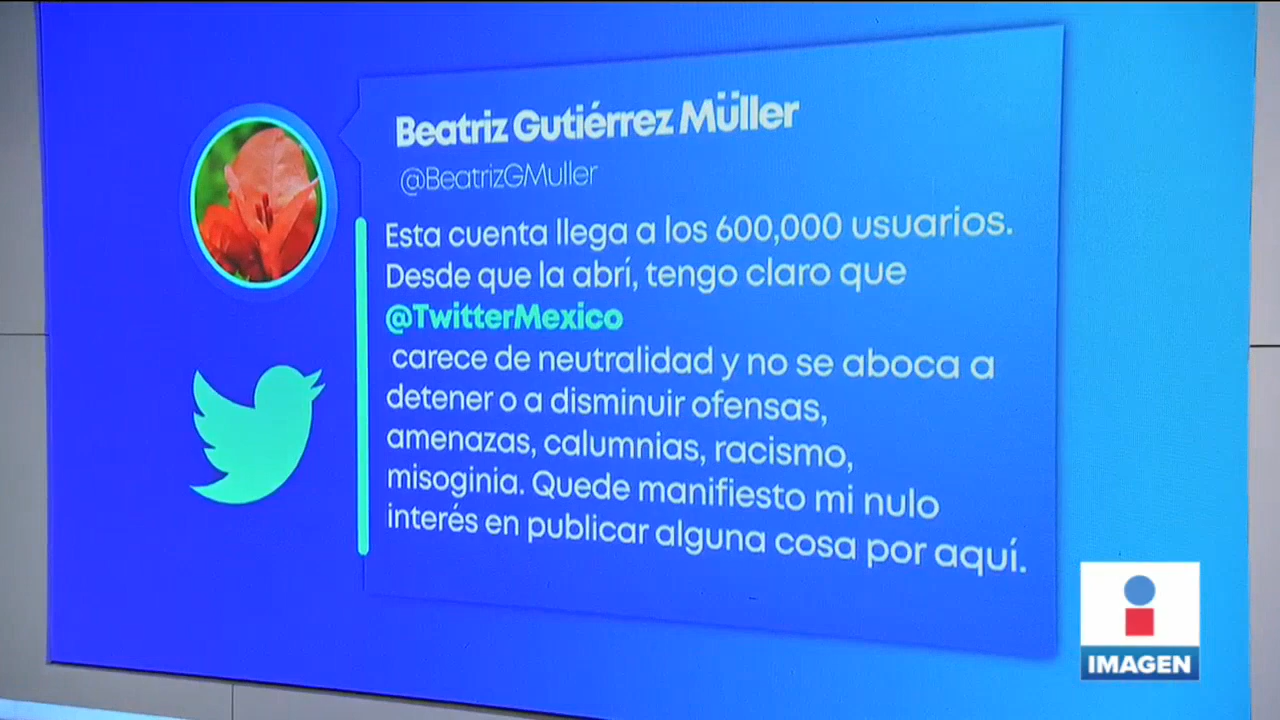 Beatriz Gutiérrez Müller
@BeatrizGMuller
Esta cuenta llega a los 600,000 usuarios.
Desde que la abrí, tengo claro que
@TwitterMexico
carece de neutralidad y no se aboca a
detener o a disminuir ofensas,
amenazas, calumnias, racismo,
misoginia. Quede manifiesto mi nulo
interés en publicar alguna cosa por aquí.
IMAGEN